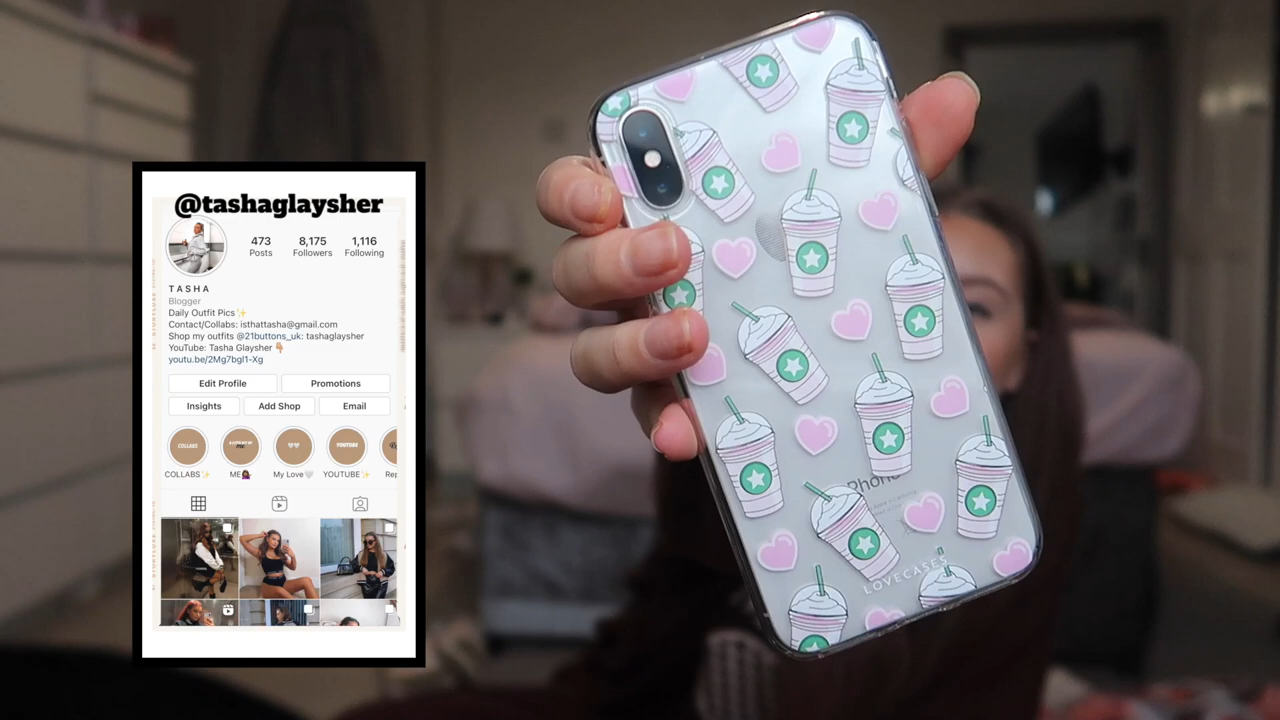 @tashaglaysher
473 8,175 1,116
Posts Followers Following
T A S H A
Blogger
Daily Outfit Pics✨
Contact/Collabs: isthattasha@gmail.com
Shop my outfits @21buttons_uk: tashaglaysher
YouTube: Tasha Glaysher 👇🏼
youtu.be/2Mg7bgl1-Xg
Edit Profile Promotions
Insights Add Shop Email
COLLABS YOUTUBE
COLLABS✨ ME My Love🤍 YOUTUBE✨ Rep
iPhone
LOVECASES